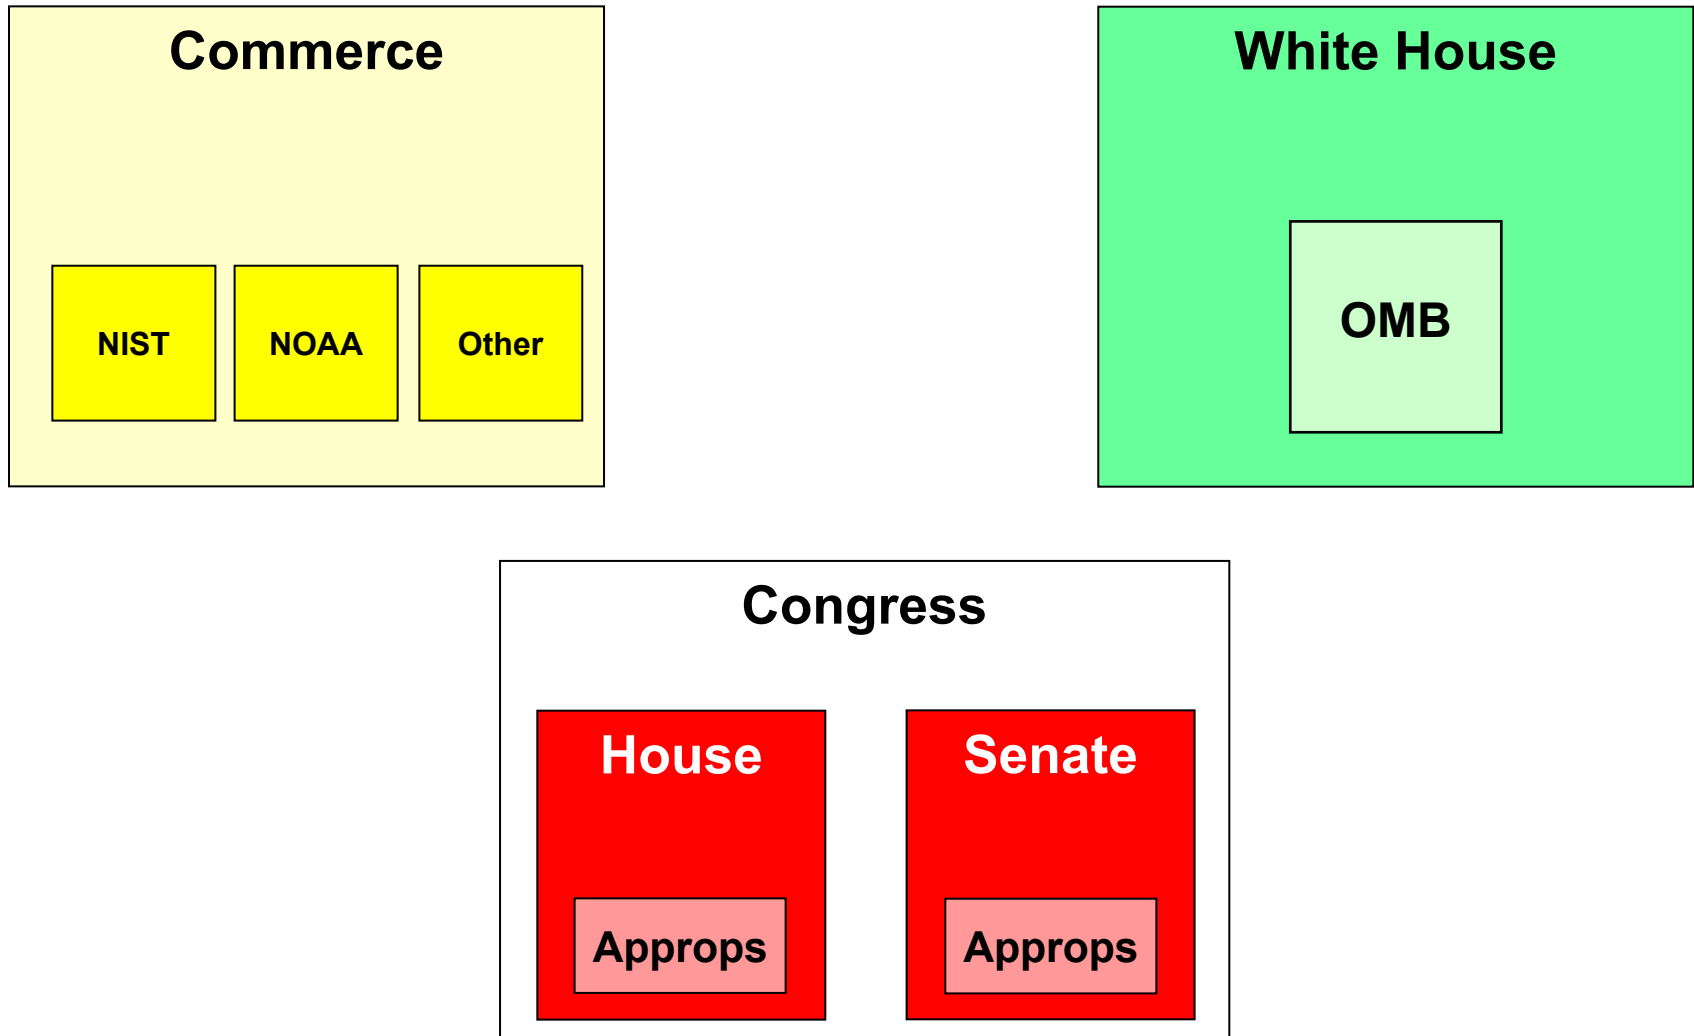 Commerce
White House
NIST
NOAA
Other
OMB
Congress
House
Senate
Approps
Approps